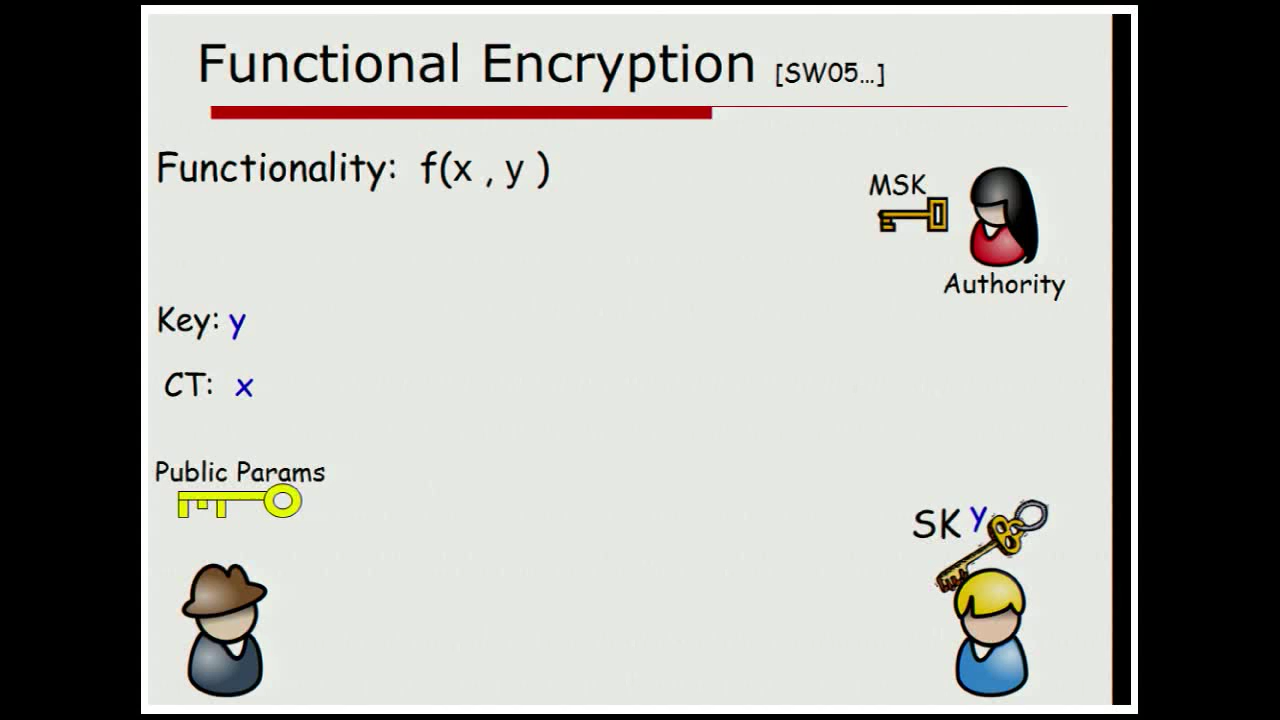 Functional Encryption [SW05...]
Functionality: f(x , y )
MSK
Authority
Key: y
CT: x
Public Params
SK y